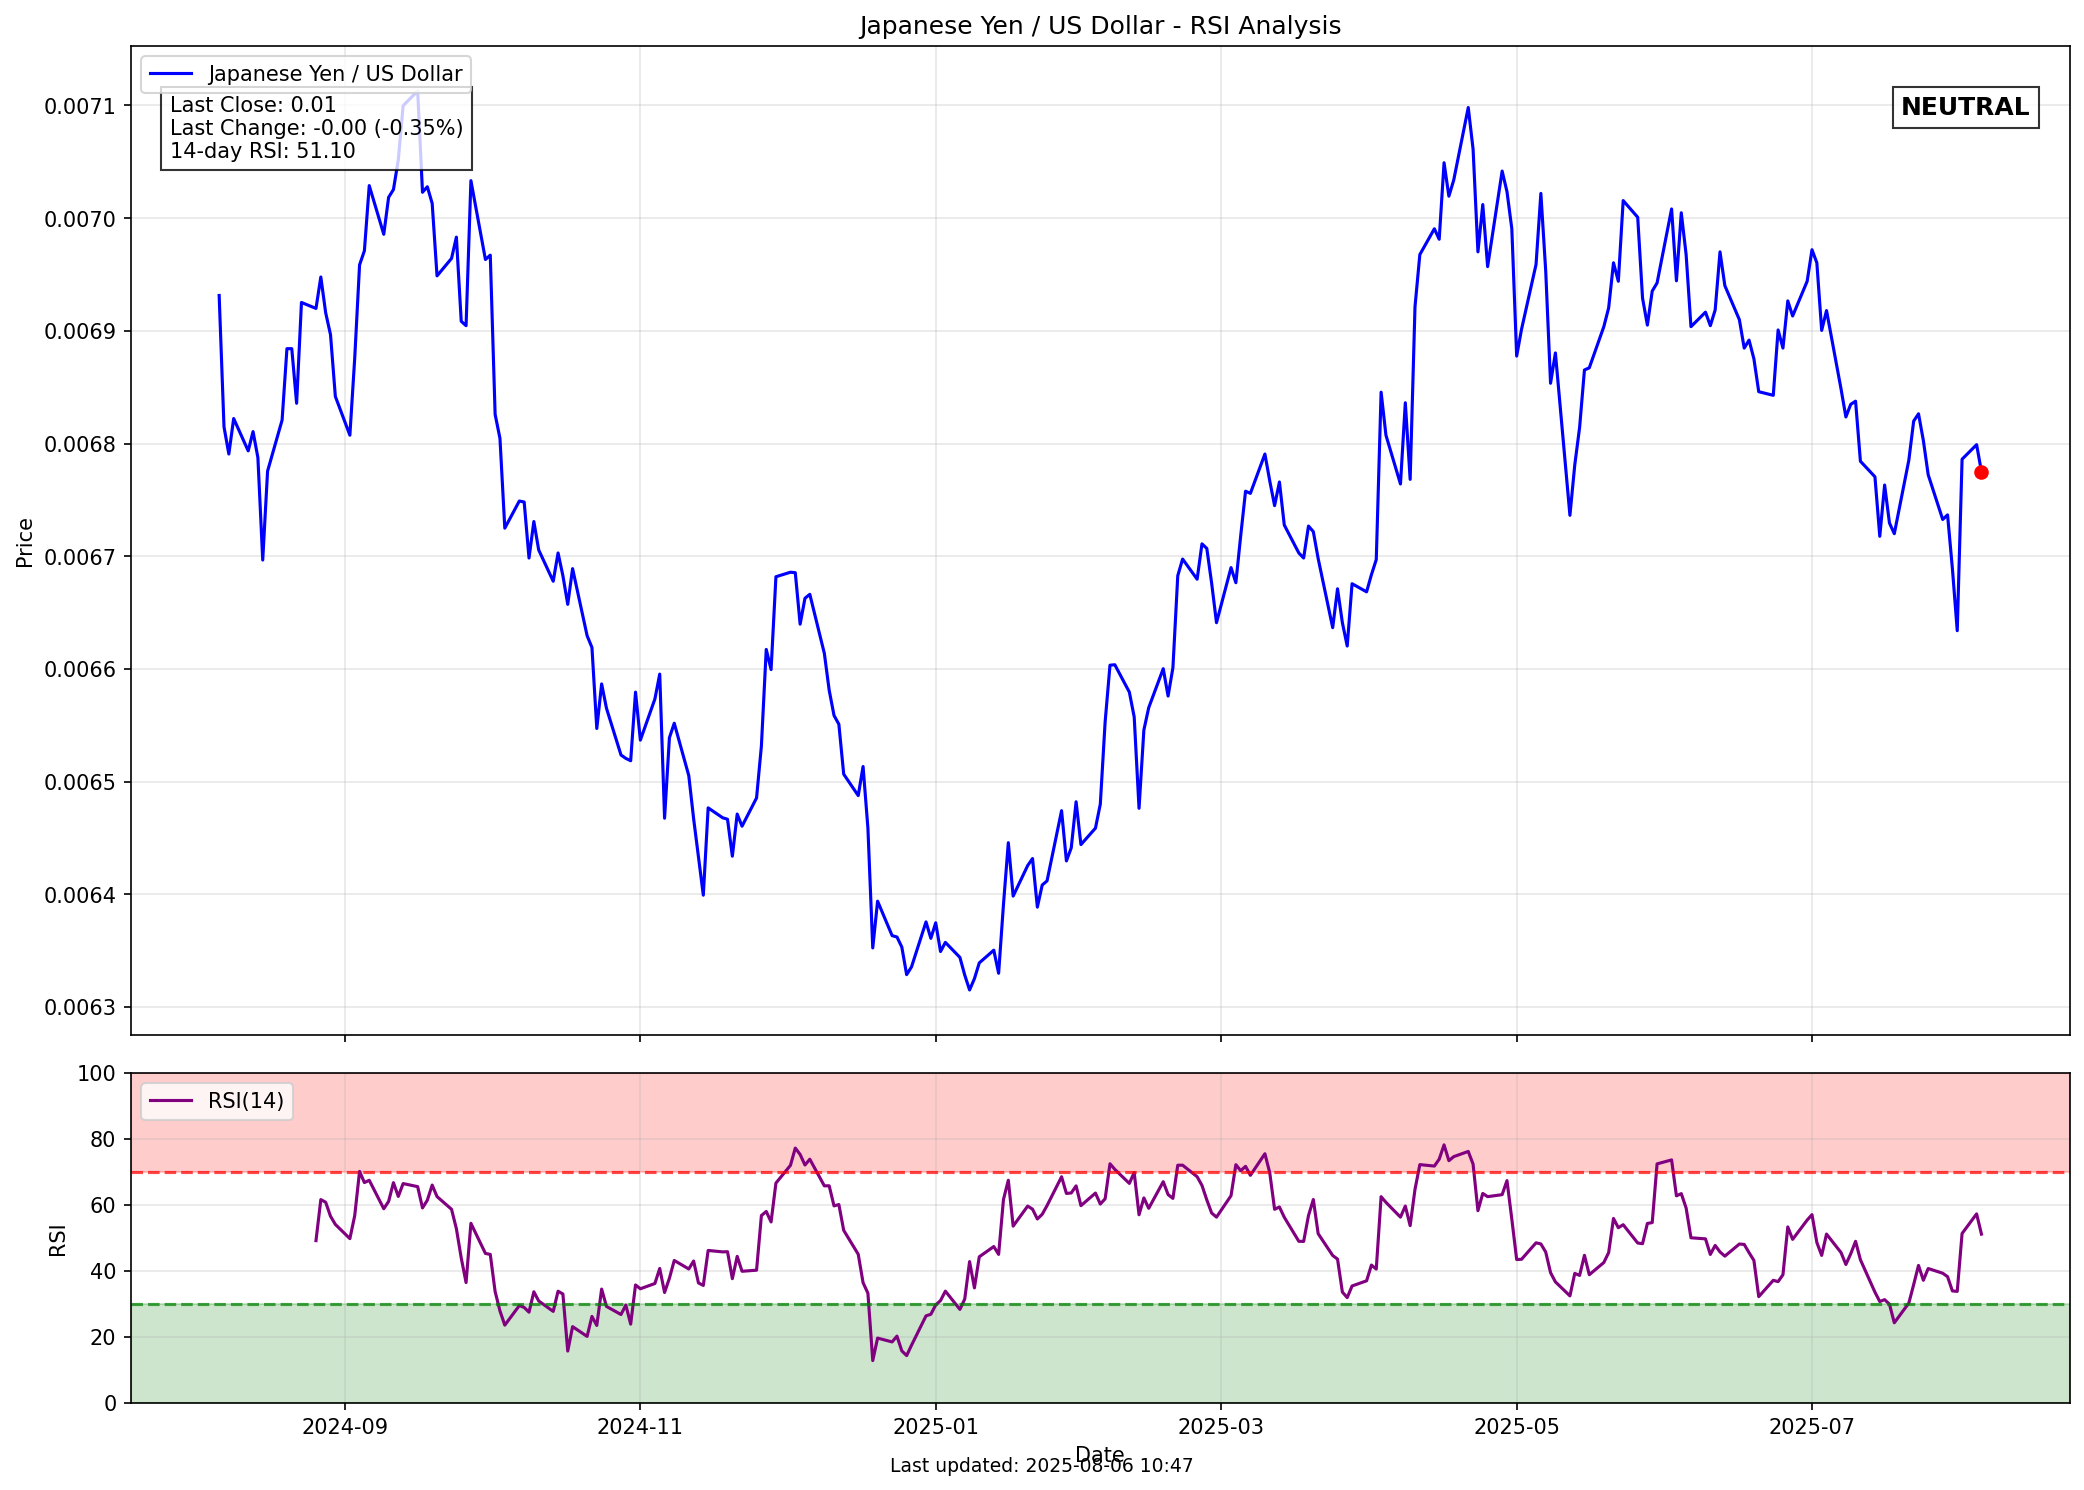 Japanese Yen / US Dollar - RSI Analysis
Japanese Yen / US Dollar
Last Close: 0.01
Last Change: -0.00 (-0.35%)
14-day RSI: 51.10
NEUTRAL
0.0071
0.0070
0.0069
0.0068
0.0067
0.0066
0.0065
0.0064
0.0063
Price
RSI(14)
100
80
60
40
20
0
RSI
2024-09 2024-11 2025-01 2025-03 2025-05 2025-07
Date
Last updated: 2025-08-06 10:47